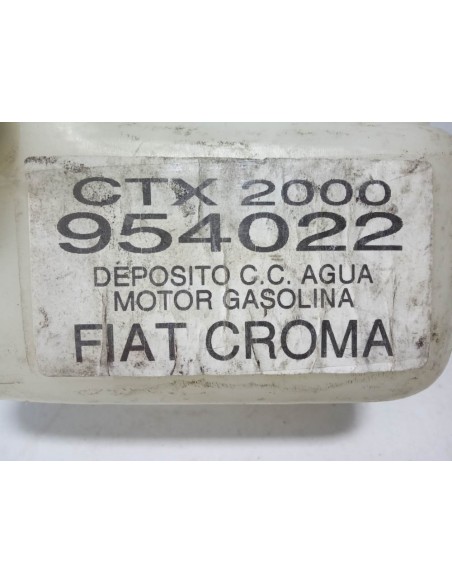 CTX 2000
954022
DEPOSITO C.C. AGUA
MOTOR GASOLINA
FIAT CROMA